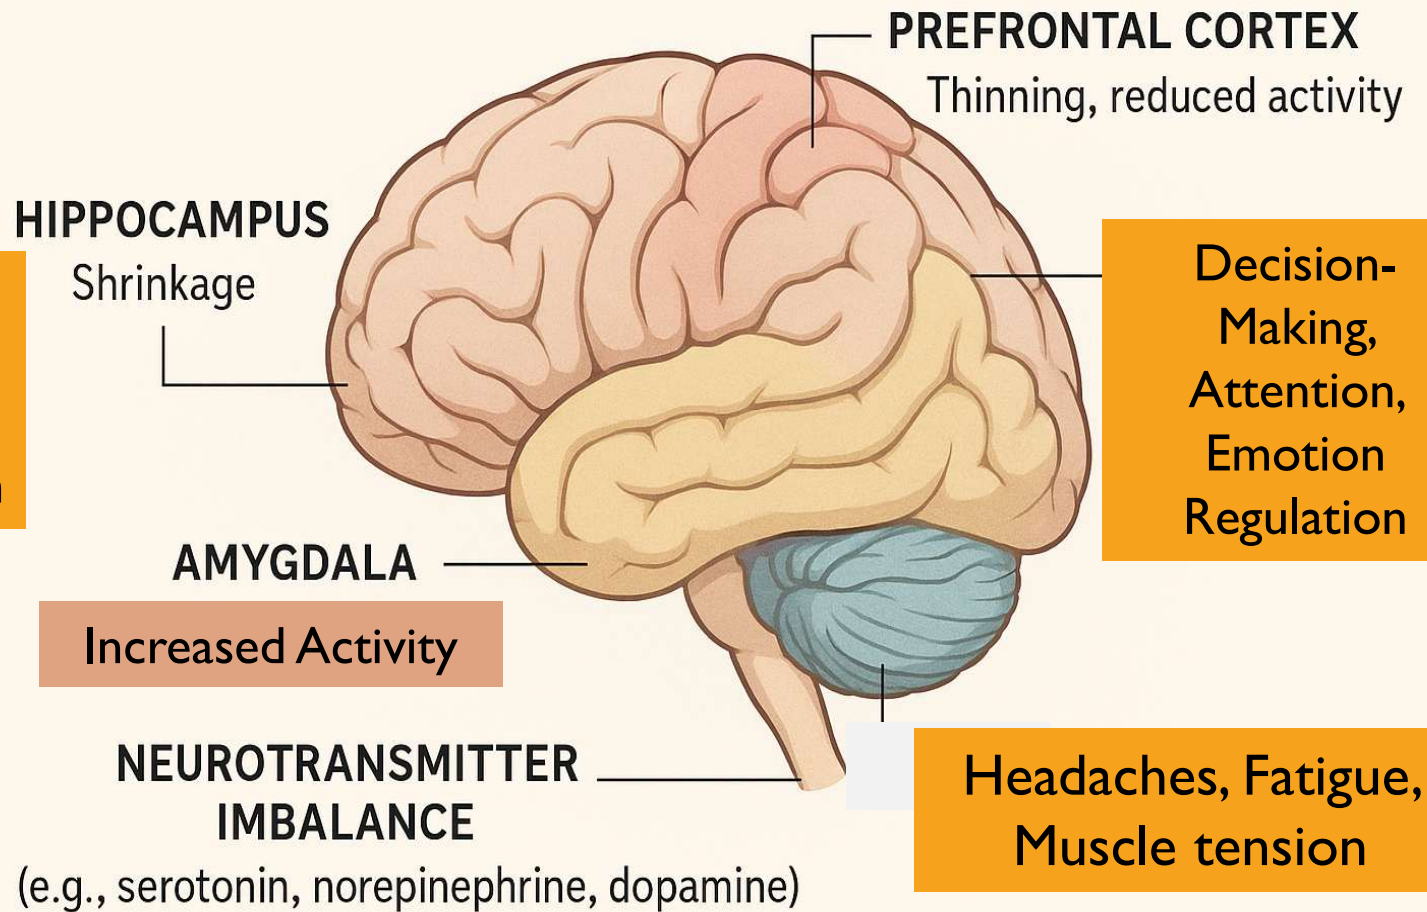 PREFRONTAL CORTEX
Thinning, reduced activity
HIPPOCAMPUS
Shrinkage
Decision-
Making,
Attention,
Emotion
Regulation
AMYGDALA
Increased Activity
NEUROTRANSMITTER
IMBALANCE
(e.g., serotonin, norepinephrine, dopamine)
Headaches, Fatigue,
Muscle tension